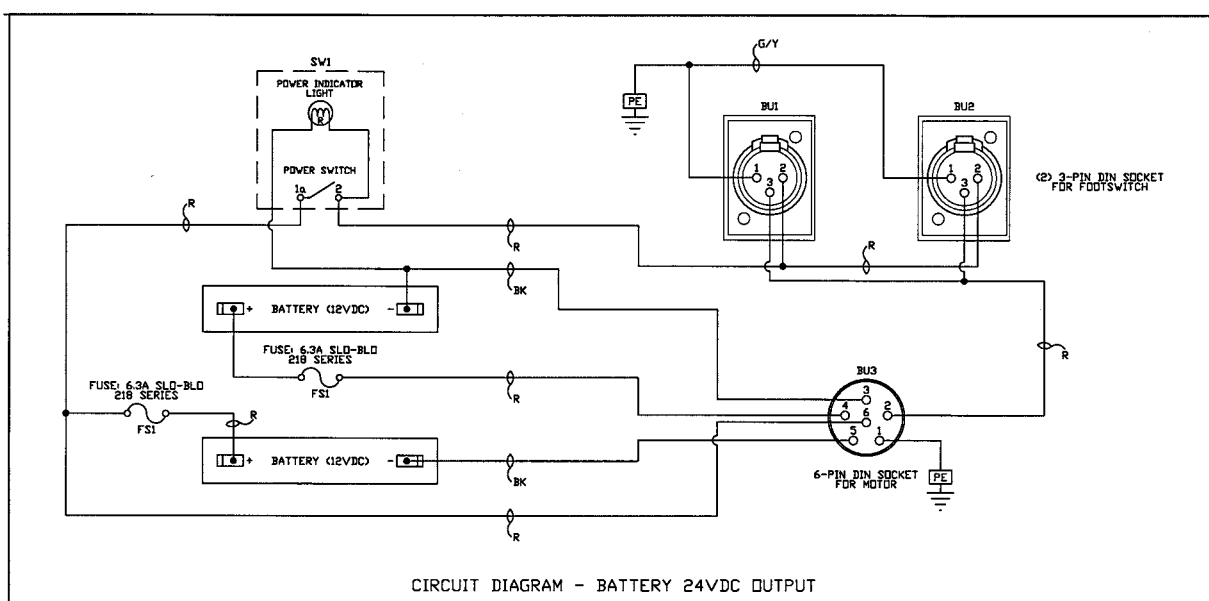 SW1
POWER INDICATOR
LIGHT
R
POWER SWITCH
1a 2
R
R
BK
G/Y
PE
BU1
BU2
1 2
3
1 2
3
(2) 3-PIN DIN SOCKET
FOR FOOTSWITCH
R
+ BATTERY (12VDC) -
FUSE: 6.3A SLO-BLO
218 SERIES
FS1
R
FUSE: 6.3A SLO-BLO
218 SERIES
FS1
R
+ BATTERY (12VDC) -
BK
R
R
BU3
3
4 2
6
5 1
PE
6-PIN DIN SOCKET
FOR MOTOR
CIRCUIT DIAGRAM - BATTERY 24VDC OUTPUT